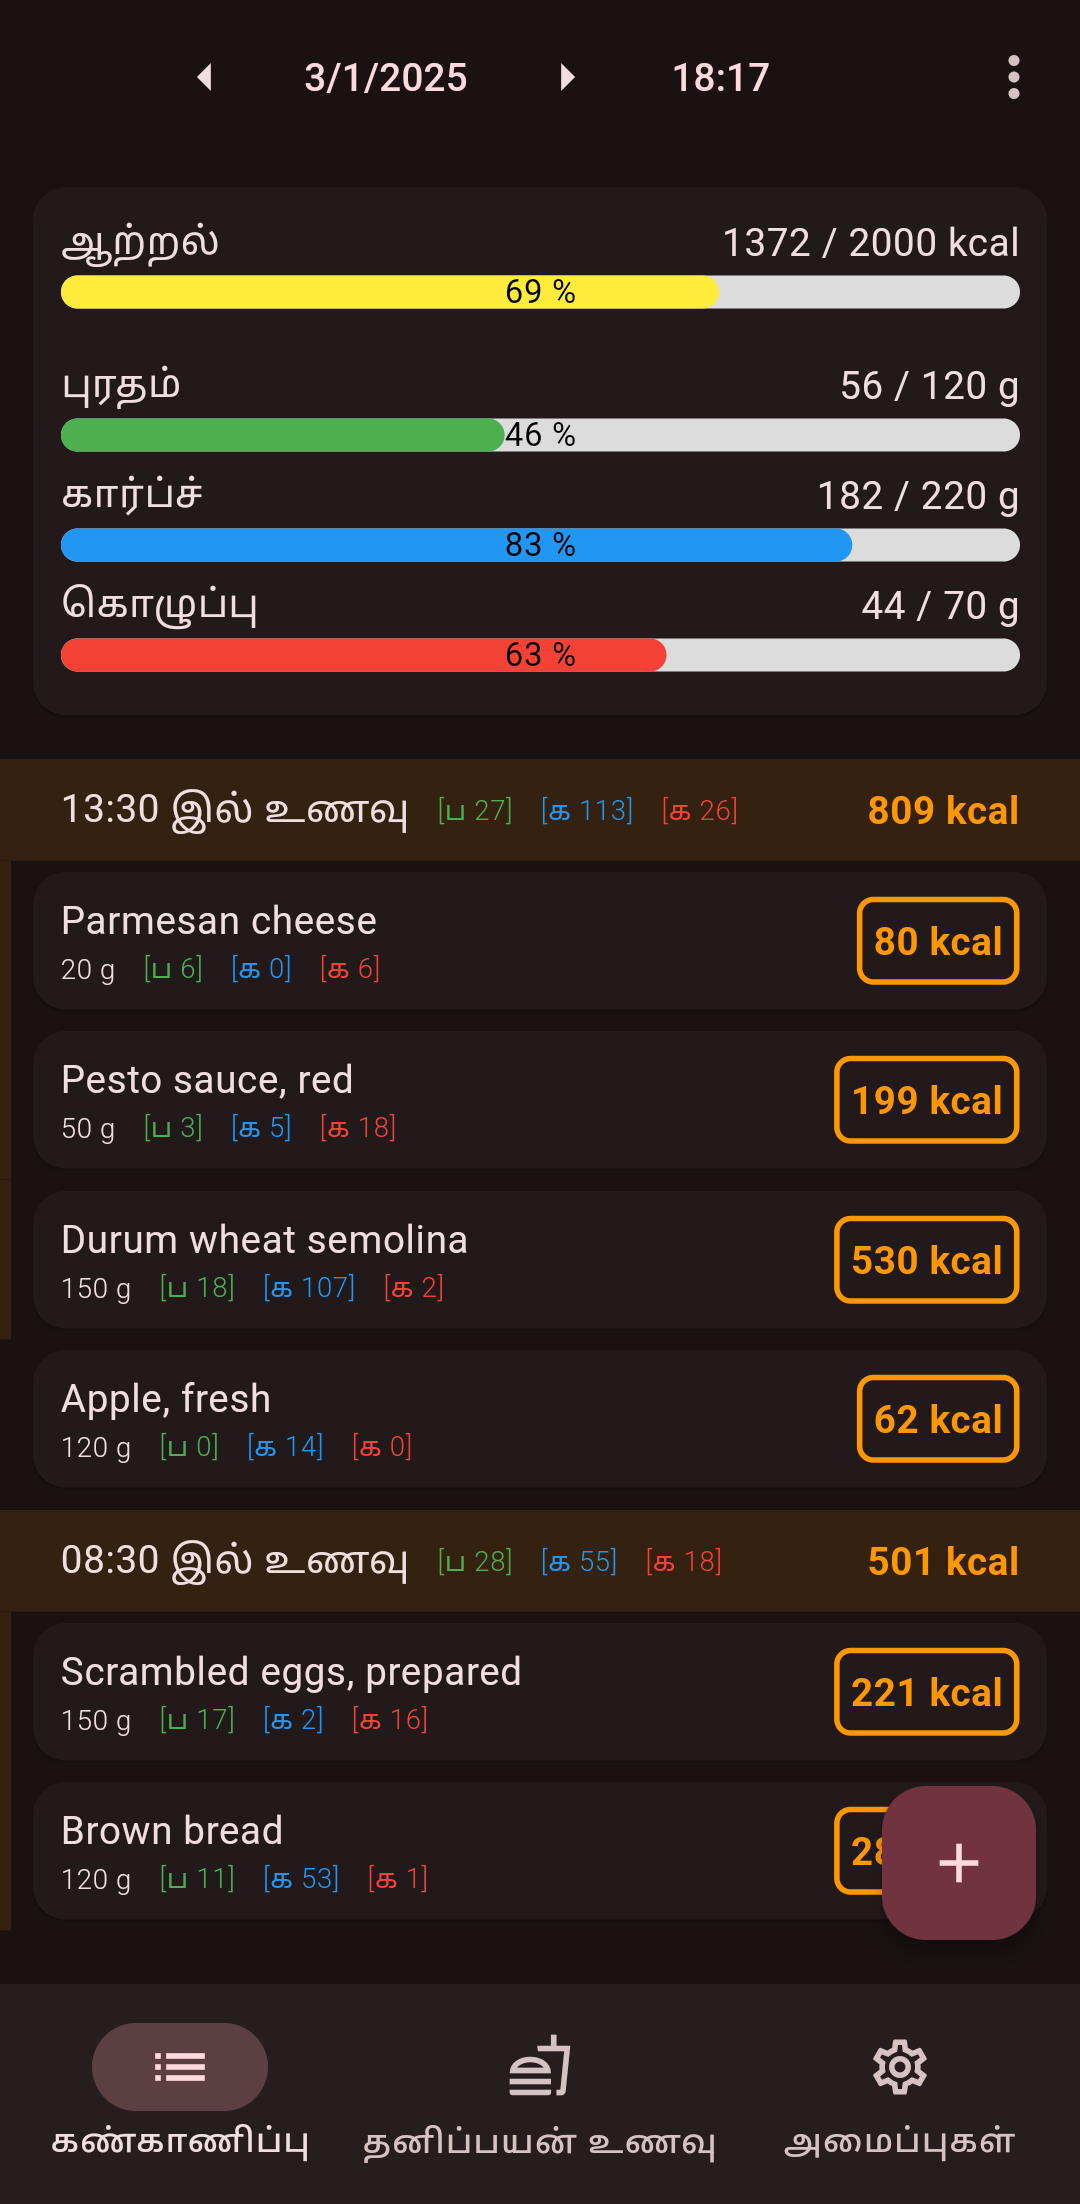 3/1/2025 18:17
ஆற்றல் 1372 / 2000 kcal
69 %
புரதம் 56 / 120 g
46 %
கார்ப்ச் 182 / 220 g
83 %
கொழுப்பு 44 / 70 g
63 %
13:30 இல் உணவு [ப 27] [க 113] [க 26] 809 kcal
Parmesan cheese
20 g [ப 6] [க 0] [க 6] 80 kcal
Pesto sauce, red
50 g [ப 3] [க 5] [க 18] 199 kcal
Durum wheat semolina
150 g [ப 18] [க 107] [க 2] 530 kcal
Apple, fresh
120 g [ப 0] [க 14] [க 0] 62 kcal
08:30 இல் உணவு [ப 28] [க 55] [க 18] 501 kcal
Scrambled eggs, prepared
150 g [ப 17] [க 2] [க 16] 221 kcal
Brown bread
120 g [ப 11] [க 53] [க 1]
கண்காணிப்பு தனிப்பயன் உணவு அமைப்புகள்